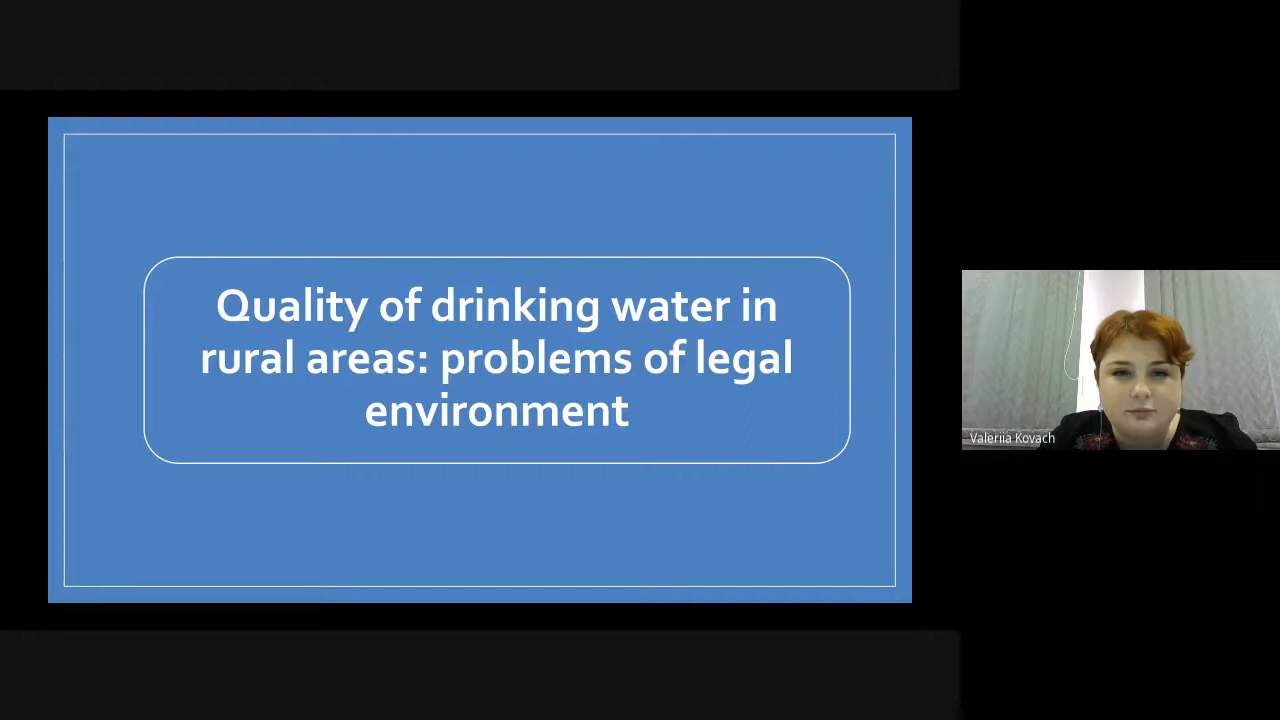 Quality of drinking water in
rural areas: problems of legal
environment
Valeriia Kovach